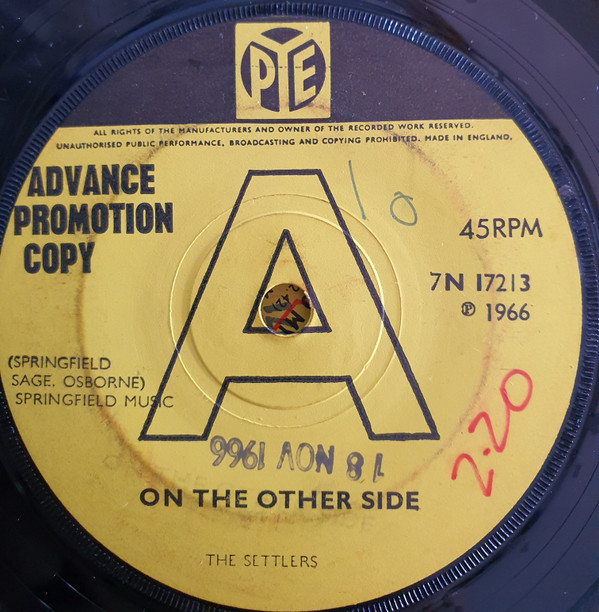 PYE
ALL RIGHTS OF THE MANUFACTURERS AND OWNER OF THE RECORDED WORK RESERVED.
UNAUTHORISED PUBLIC PERFORMANCE, BROADCASTING AND COPYING PROHIBITED. MADE IN ENGLAND.
ADVANCE
PROMOTION
COPY
A
10
45RPM
7N 17213
℗ 1966
(SPRINGFIELD
SAGE. OSBORNE)
SPRINGFIELD MUSIC
2.20
18 NOV 1966
ON THE OTHER SIDE
THE SETTLERS